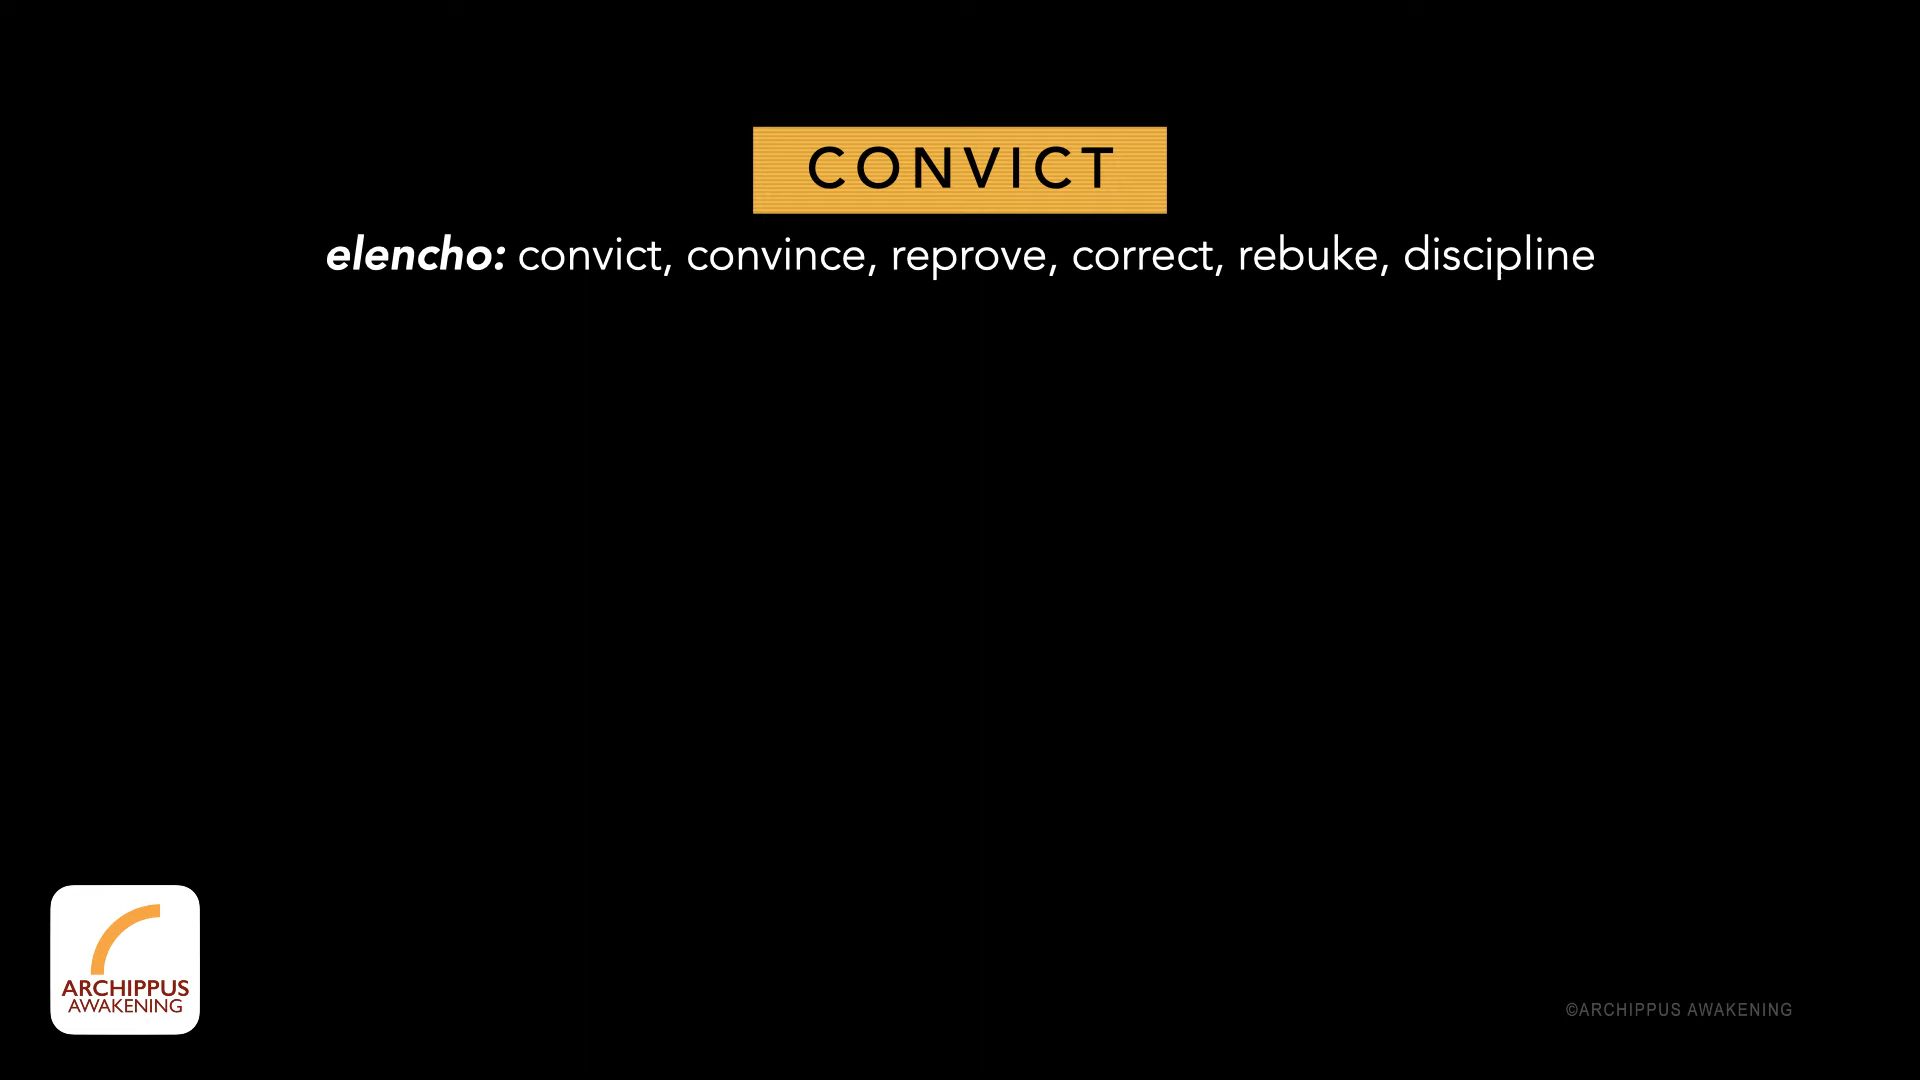 CONVICT
elencho: convict, convince, reprove, correct, rebuke, discipline
ARCHIPPUS
AWAKENING
©ARCHIPPUS AWAKENING